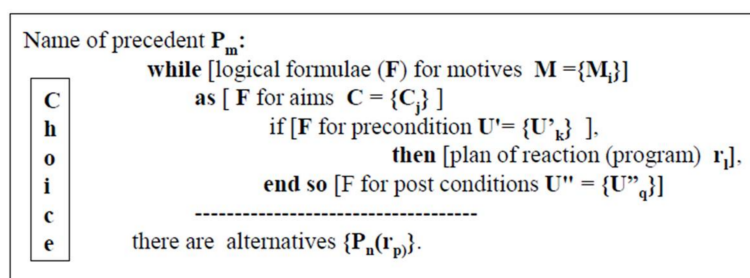 Name of precedent Pm:
while [logical formulae (F) for motives M ={Mi}]
as [ F for aims C = {Cj} ]
if [F for precondition U'= {U’k} ],
then [plan of reaction (program) rl],
end so [F for post conditions U" = {U”q}]
-----------------------------------
there are alternatives {Pn(rp)}.
C
h
o
i
c
e